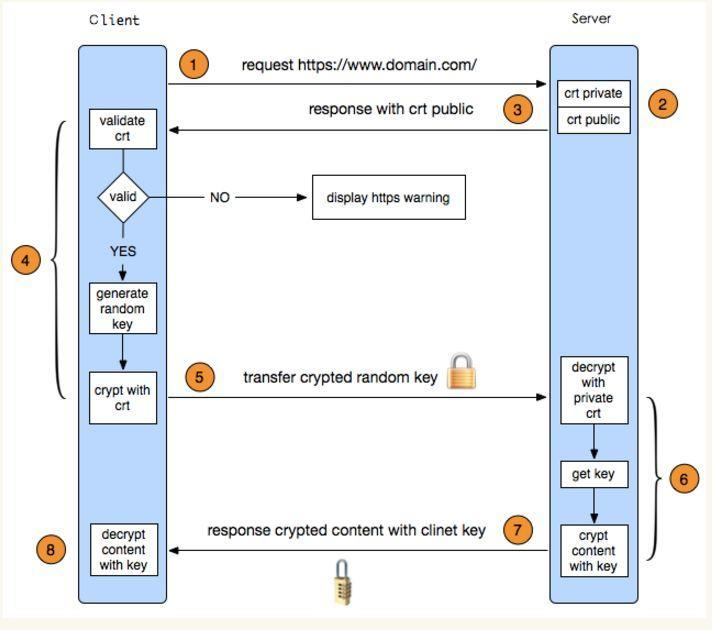 Client
Server
1
request https://www.domain.com/
crt private
2
response with crt public
3
crt public
validate
crt
valid
NO
display https warning
YES
4
generate
random
key
crypt with
crt
5
transfer crypted random key
decrypt
with
private
crt
get key
6
response crypted content with clinet key
7
crypt
content
with key
8
decrypt
content
with key